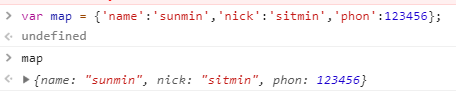 > var map = {'name':'sunmin','nick':'sitmin','phon':123456};
< undefined
> map
< ▶{name: "sunmin", nick: "sitmin", phon: 123456}